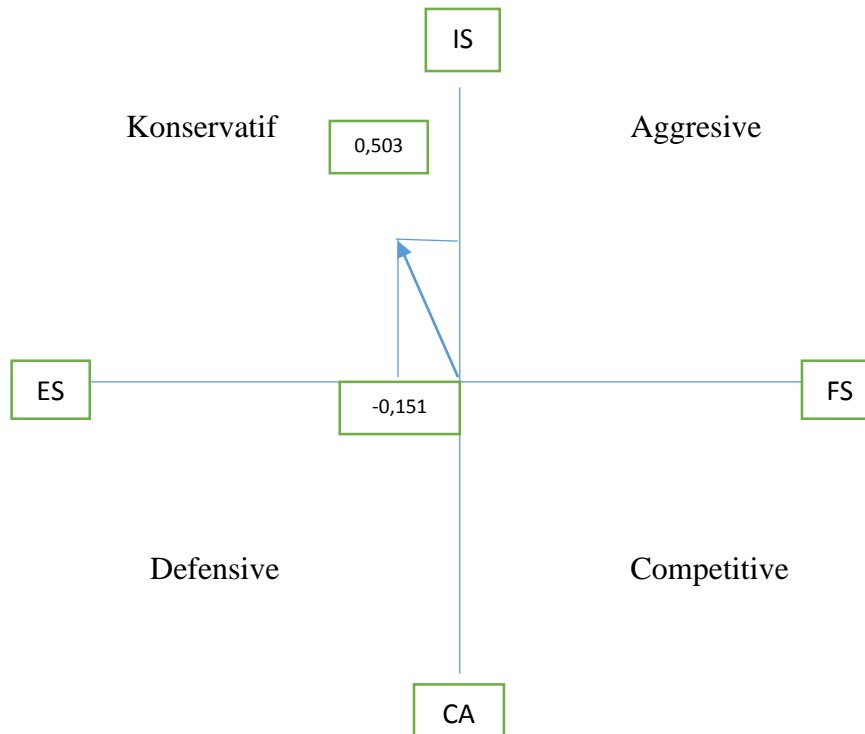 IS
Konservatif
0,503
Aggresive
ES
-0,151
FS
Defensive
Competitive
CA